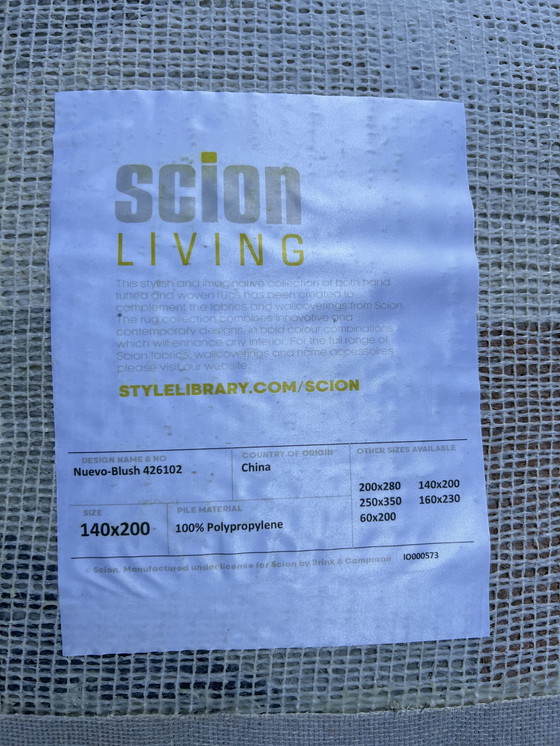 scion
LIVING
This stylish and imaginative collection of both hand
tufted and woven rugs has been created to
complement the fabrics and wallcoverings from Scion.
The rug collection combines innovative and
contemporary designs, in bold colour combinations,
which will enhance any interior. For the full range of
Scion fabrics, wallcoverings and home accessories
please visit our website.
STYLELIBRARY.COM/SCION
DESIGN NAME & NO
Nuevo-Blush 426102
COUNTRY OF ORIGIN
China
OTHER SIZES AVAILABLE
200x280 140x200
250x350 160x230
60x200
SIZE
140x200
PILE MATERIAL
100% Polypropylene
© Scion. Manufactured under license for Scion by Brink & Campman
IO000573